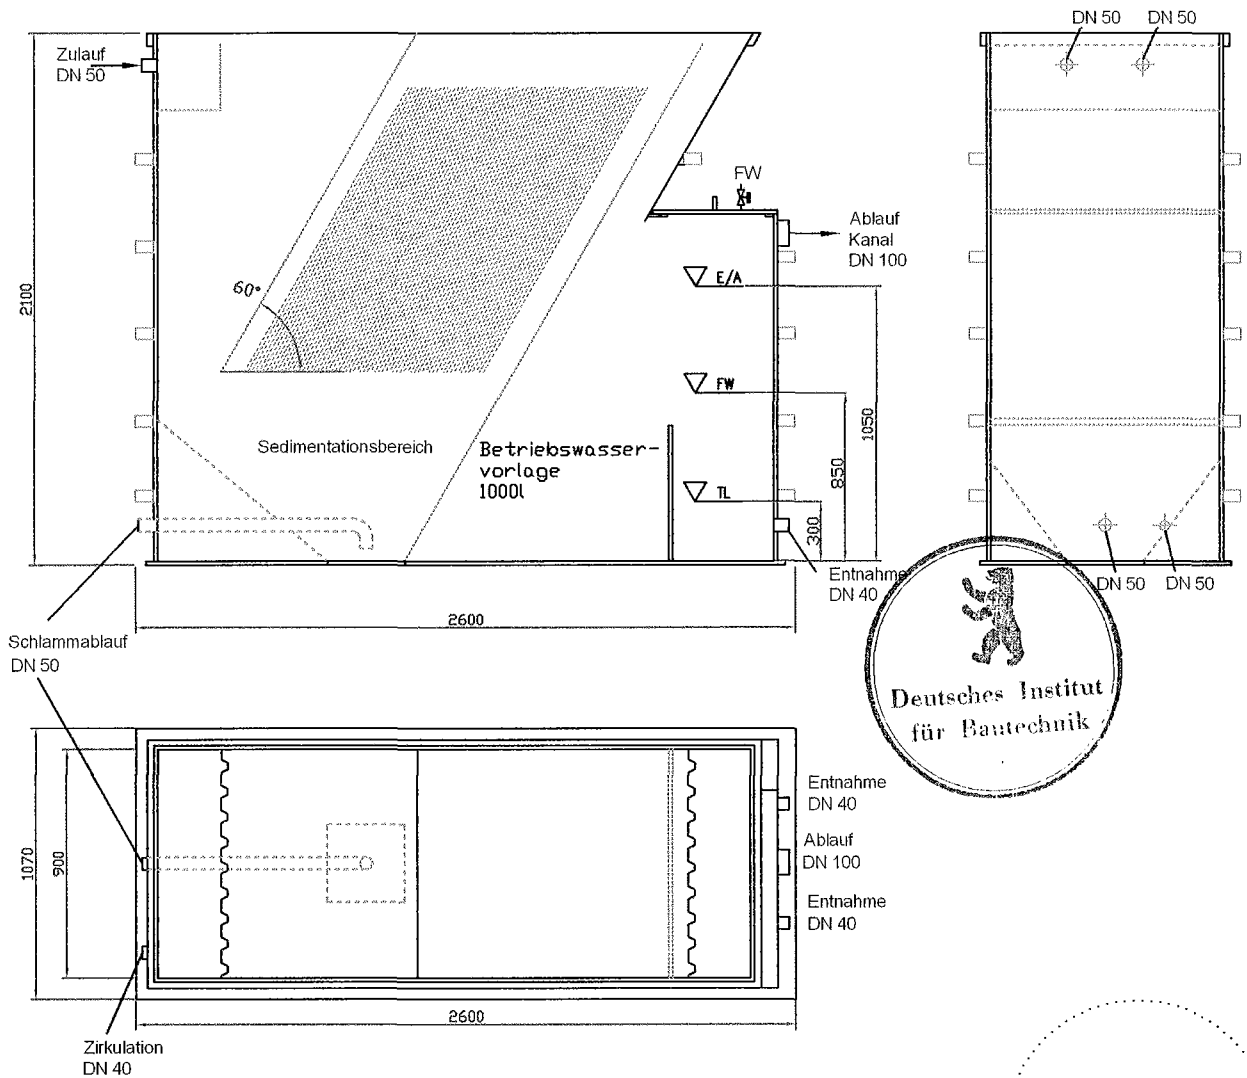 DN 50
DN 50
Zulauf
DN 50
FW
Ablauf
Kanal
DN 100
E/A
60°
2100
FW
1050
Sedimentationsbereich
Betriebswasser-
vorlage
1000l
850
TL
300
Entnahme
DN 40
DN 50
DN 50
2600
Schlammablauf
DN 50
Deutsches Institut
für Bautechnik
Entnahme
DN 40
Ablauf
DN 100
1070
900
Entnahme
DN 40
2600
Zirkulation
DN 40